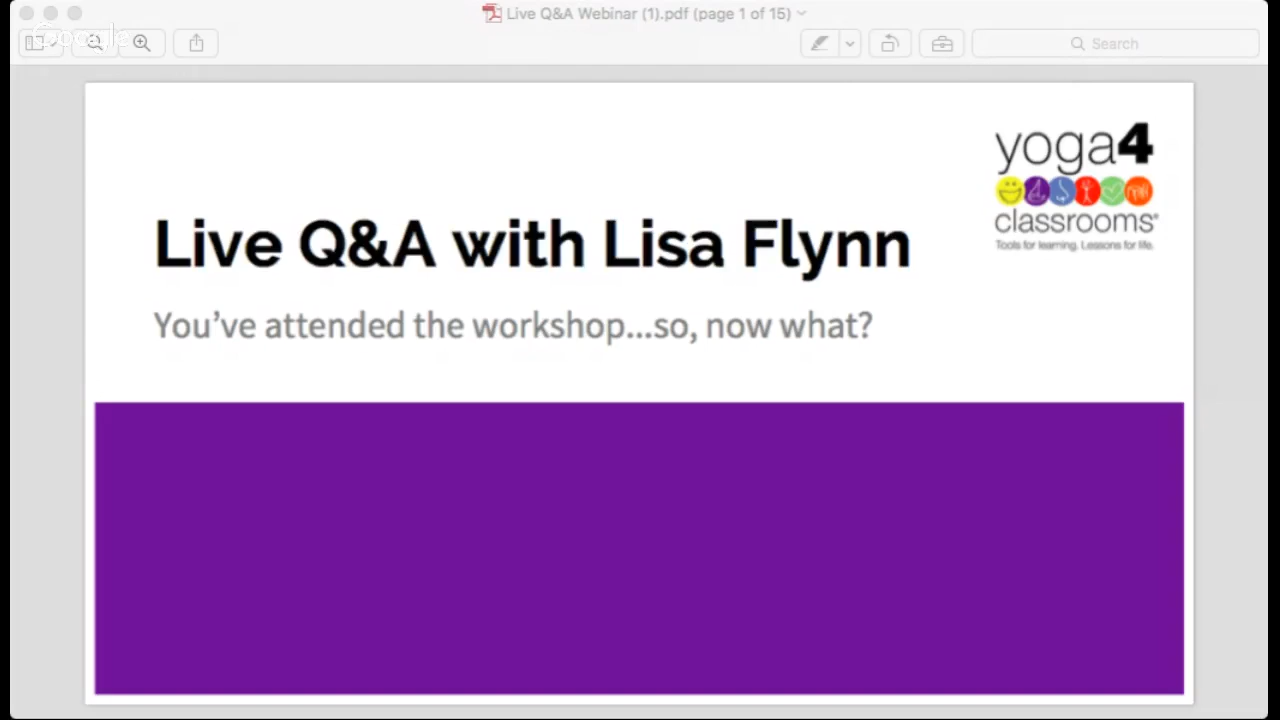 Live Q&A Webinar (1).pdf (page 1 of 15)
Google
Search
yoga4
classrooms®
Tools for learning. Lessons for life.
Live Q&A with Lisa Flynn
You've attended the workshop...so, now what?